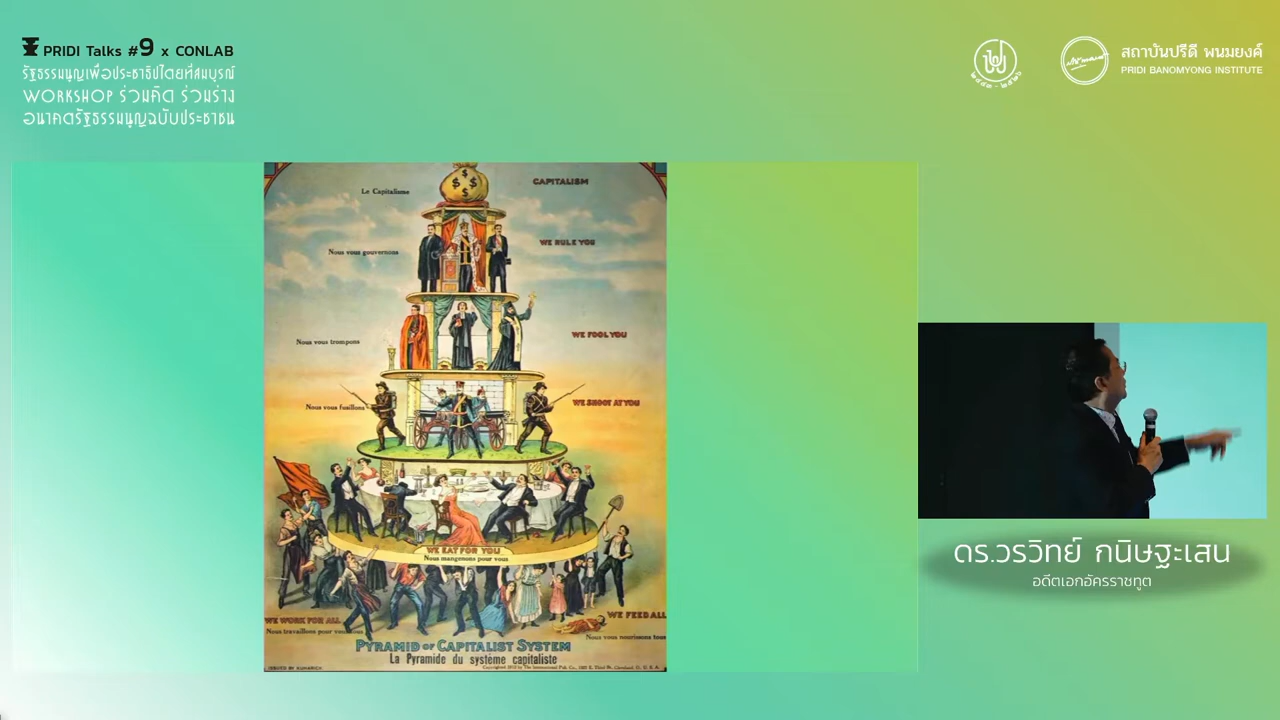 PRIDI Talks #9 x CONLAB
รัฐธรรมนูญเพื่อประชาธิปไตยที่สมบูรณ์
WORKSHOP ร่วมคิด ร่วมร่าง
อนาคตรัฐธรรมนูญฉบับประชาชน
สถาบันปรีดี พนมยงค์
PRIDI BANOMYONG INSTITUTE
Le Capitalisme
CAPITALISM
Nous vous gouvernons
WE RULE YOU
Nous vous trompons
WE FOOL YOU
Nous vous fusillons
WE SHOOT AT YOU
WE EAT FOR YOU
Nous mangeons pour vous
WE WORK FOR ALL
WE FEED ALL
Nous travaillons pour vous tous
Nous vous nourissons tous
PYRAMID OF CAPITALIST SYSTEM
La Pyramide du système capitaliste
ดร.วรวิทย์ กนิษฐะเสน
อดีตเอกอัครราชทูต